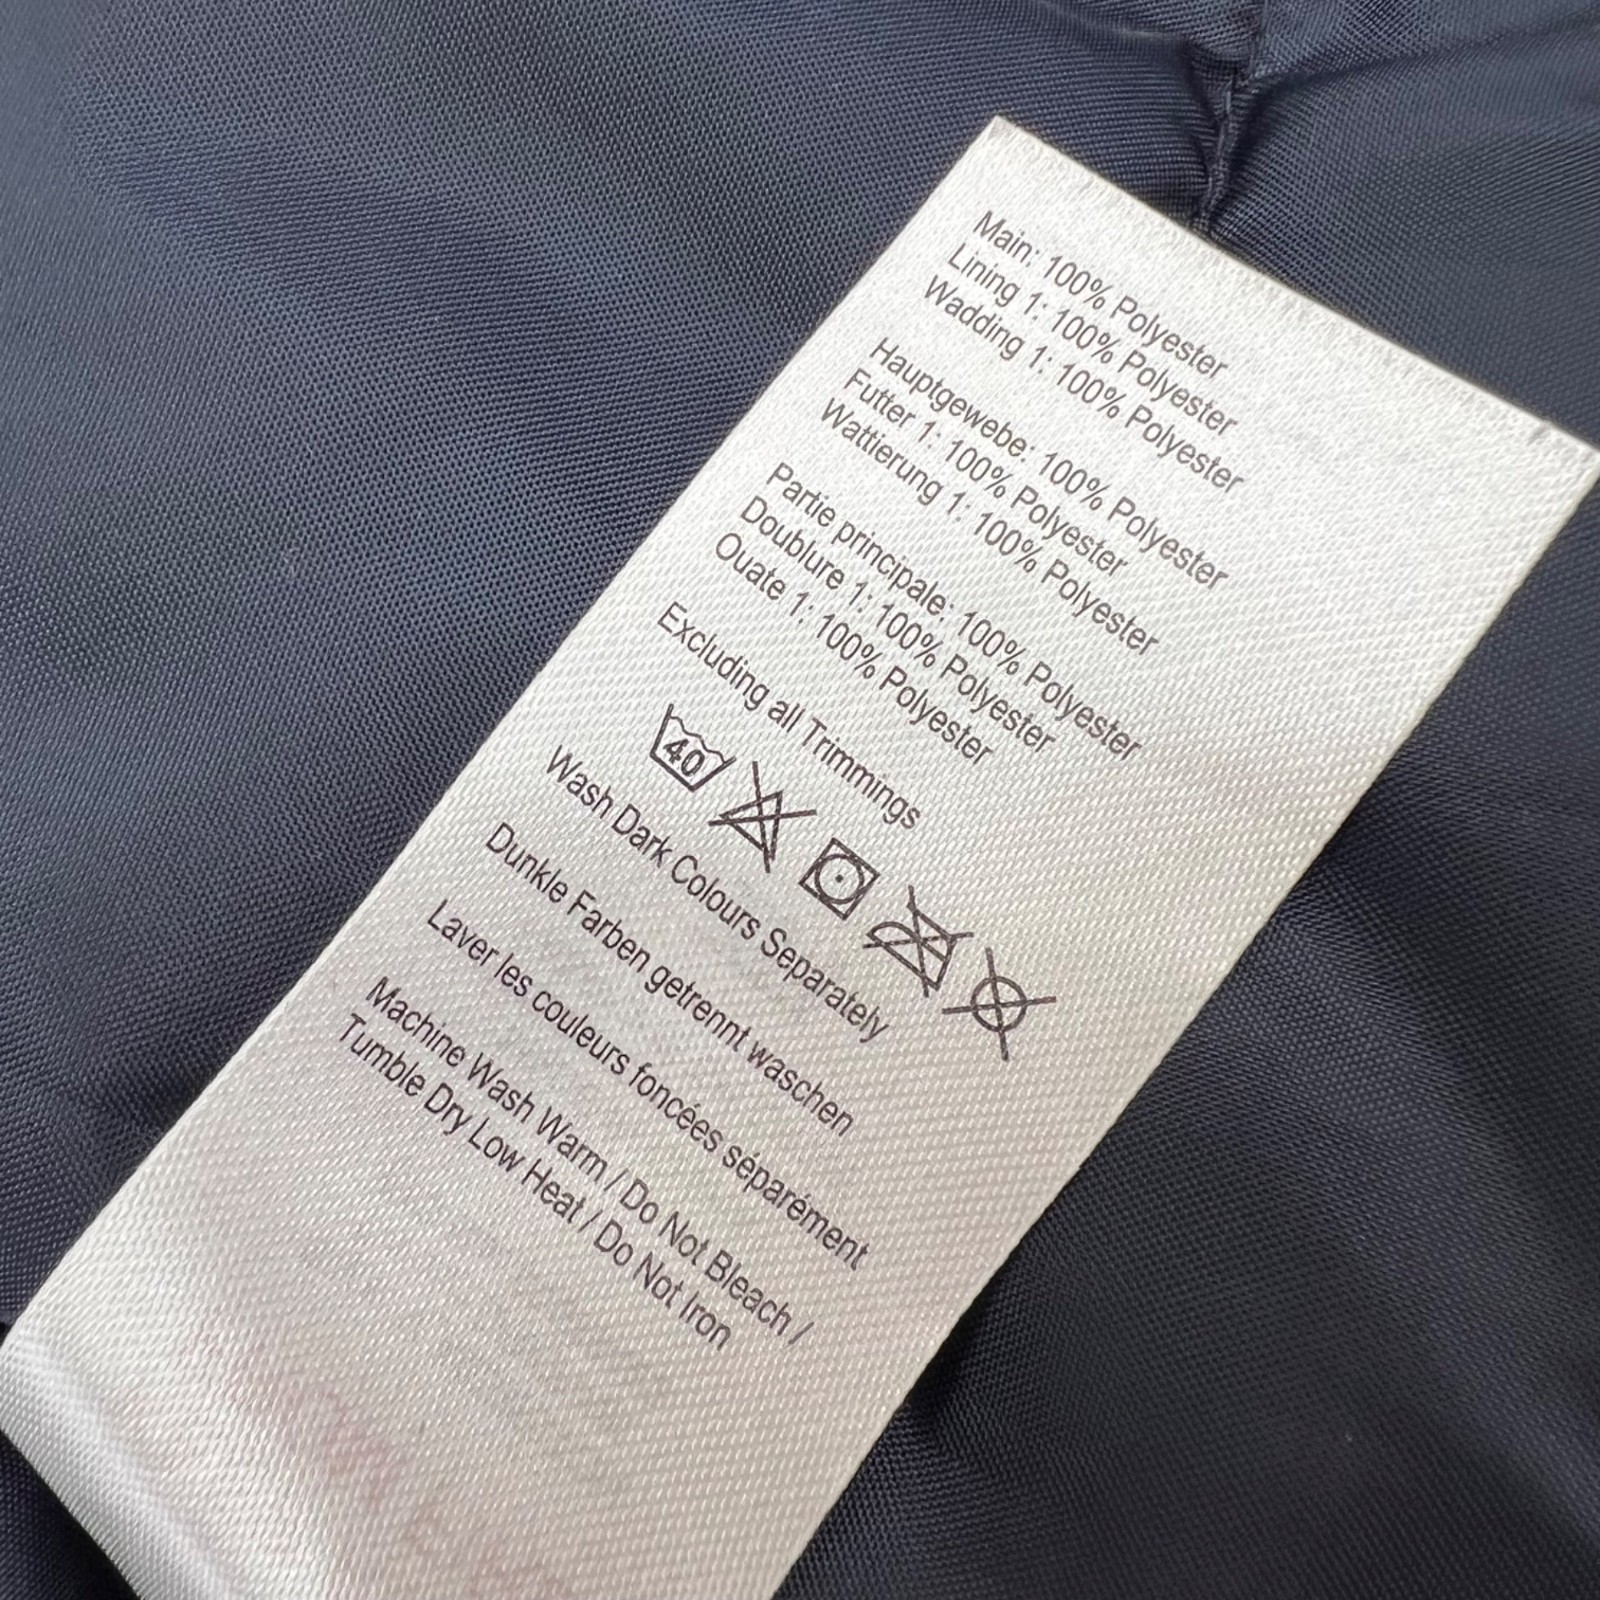 Main: 100% Polyester
Lining 1: 100% Polyester
Wadding 1: 100% Polyester
Hauptgewebe: 100% Polyester
Futter 1: 100% Polyester
Wattierung 1: 100% Polyester
Partie principale: 100% Polyester
Doublure 1: 100% Polyester
Ouate 1: 100% Polyester
Excluding all Trimmings
40
Wash Dark Colours Separately
Dunkle Farben getrennt waschen
Laver les couleurs foncées séparément
Machine Wash Warm / Do Not Bleach /
Tumble Dry Low Heat / Do Not Iron